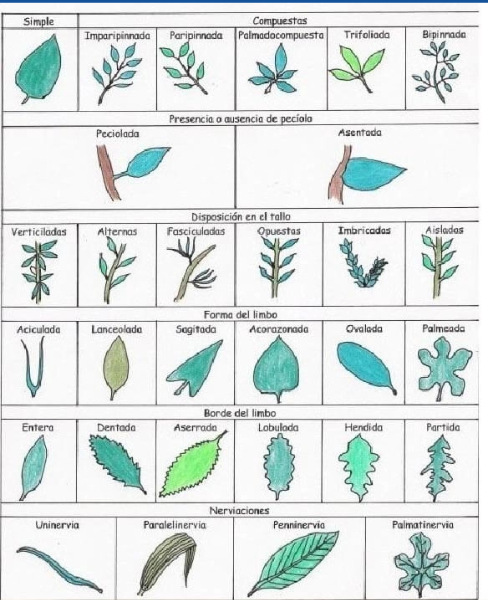 Simple Compuestas
Imparipinnada Paripinnada Palmadocompuesta Trifoliada Bipinnada
Presencia o ausencia de pecíolo
Peciolada Asentada
Disposición en el tallo
Verticiladas Alternas Fasciculadas Opuestas Imbricadas Aisladas
Forma del limbo
Aciculada Lanceolada Sagitada Acorazonada Ovalada Palmeada
Borde del limbo
Entera Dentada Aserrada Lobulada Hendida Partida
Nerviaciones
Uninervia Paralelinervia Penninervia Palmatinervia